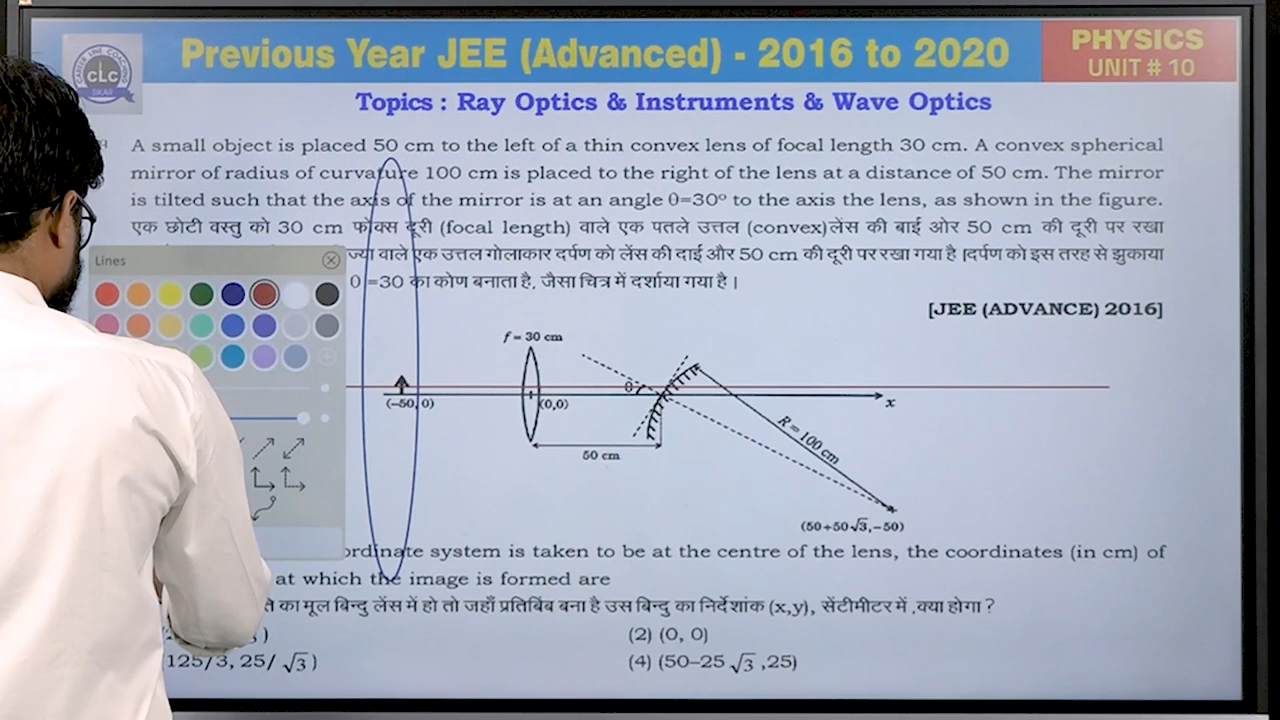 Previous Year JEE (Advanced) - 2016 to 2020
PHYSICS
UNIT # 10
CLC
SIKAR
Topics : Ray Optics & Instruments & Wave Optics
A small object is placed 50 cm to the left of a thin convex lens of focal length 30 cm. A convex spherical
mirror of radius of curvature 100 cm is placed to the right of the lens at a distance of 50 cm. The mirror
is tilted such that the axis of the mirror is at an angle θ=30° to the axis the lens, as shown in the figure.
एक छोटी वस्तु को 30 cm फोक्स दूरी (focal length) वाले एक पतले उत्तल (convex)लेंस की बाई ओर 50 cm की दूरी पर रखा
Lines
वाले एक उत्तल गोलाकार दर्पण को लेंस की दाईं और 50 cm की दूरी पर रखा गया है।दर्पण को इस तरह से झुकाया
θ =30 का कोण बनाता है, जैसा चित्र में दर्शाया गया है।
[JEE (ADVANCE) 2016]
f = 30 cm
θ
(–50, 0)
(0,0)
x
R = 100 cm
50 cm
(50+50√3,–50)
ordinate system is taken to be at the centre of the lens, the coordinates (in cm) of
at which the image is formed are
का मूल बिन्दु लेंस में हो तो जहाँ प्रतिबिंब बना है उस बिन्दु का निर्देशांक (x,y), सेंटीमीटर में ,क्या होगा ?
)
(2) (0, 0)
125/3, 25/ √3 )
(4) (50–25 √3 ,25)